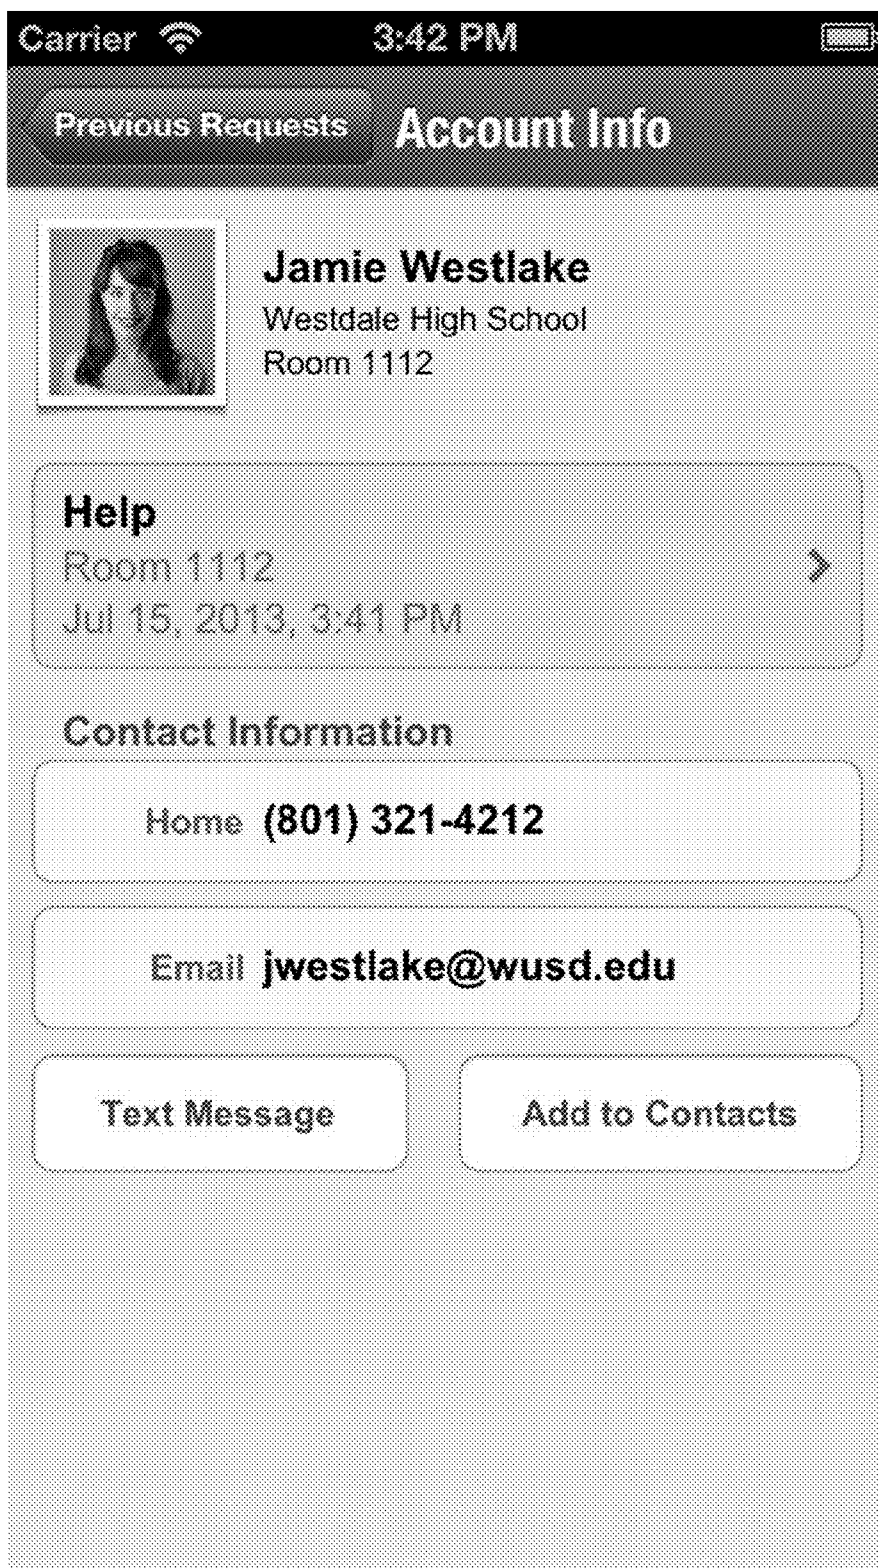 Carrier 3:42 PM
Previous Requests Account Info
Jamie Westlake
Westdale High School
Room 1112
Help
Room 1112
Jul 15, 2013, 3:41 PM
Contact Information
Home (801) 321-4212
Email jwestlake@wusd.edu
Text Message Add to Contacts